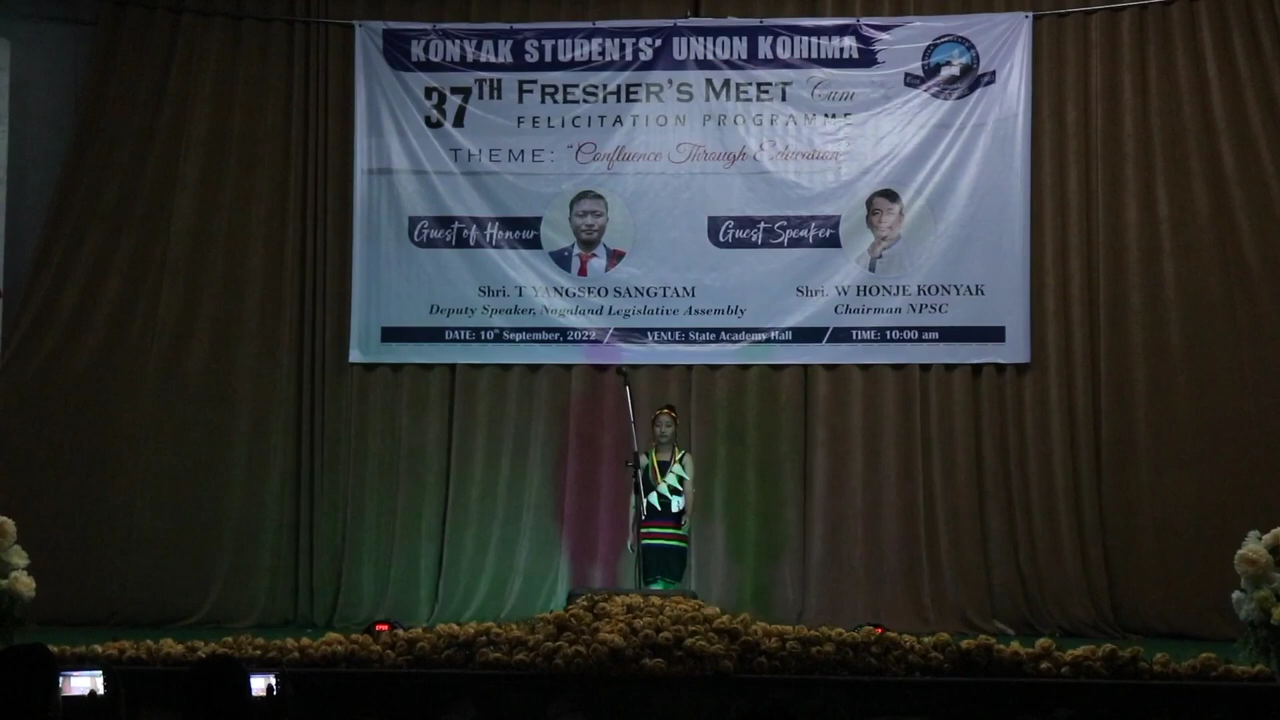 KONYAK STUDENTS' UNION KOHIMA
37TH FRESHER'S MEET Cum
FELICITATION PROGRAMME
THEME: "Confluence Through Education"
Guest of Honour
Guest Speaker
Shri. T YANGSEO SANGTAM
Deputy Speaker, Nagaland Legislative Assembly
Shri. W HONJE KONYAK
Chairman NPSC
DATE: 10th September, 2022 / VENUE: State Academy Hall / TIME: 10:00 am